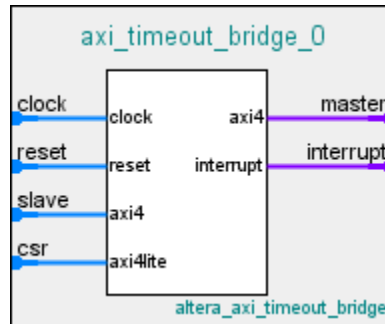 axi_timeout_bridge_0
clock clock axi4 master
reset reset interrupt interrupt
slave axi4
csr axi4lite
altera_axi_timeout_bridge